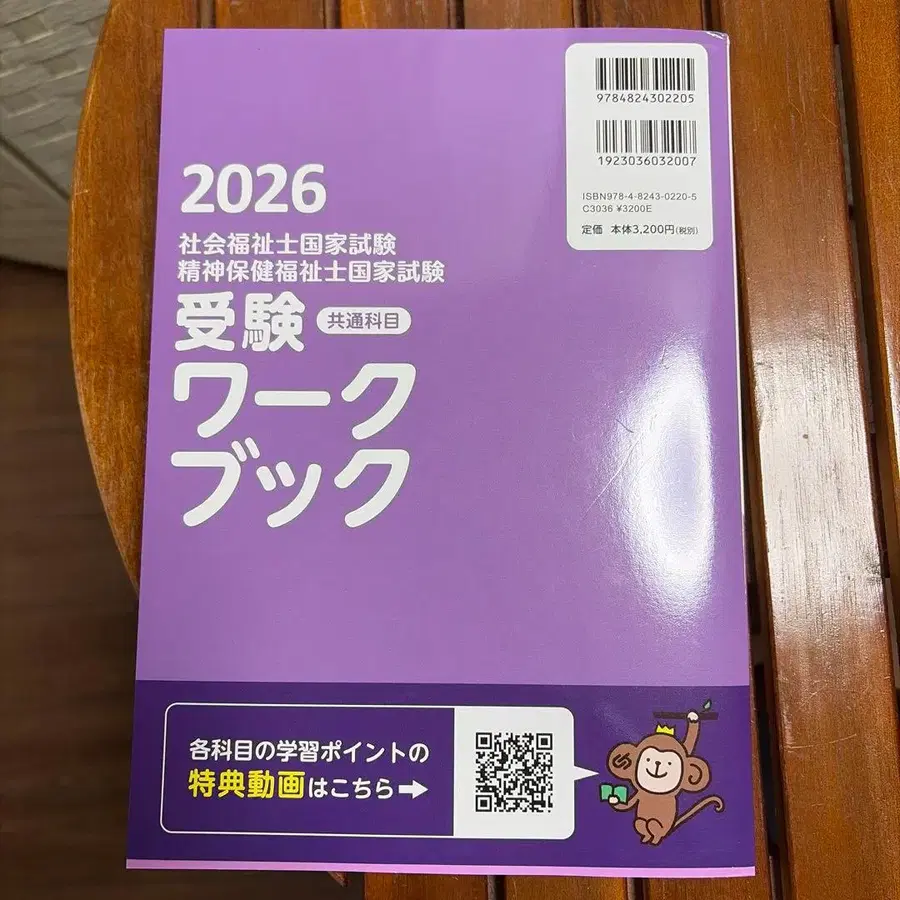 9784824302205
1923036032007
ISBN978-4-8243-0220-5
C3036 ¥3200E
定価 本体3,200円(税別)
2026
社会福祉士国家試験
精神保健福祉士国家試験
受験 共通科目
ワーク
ブック
各科目の学習ポイントの
特典動画はこちら→